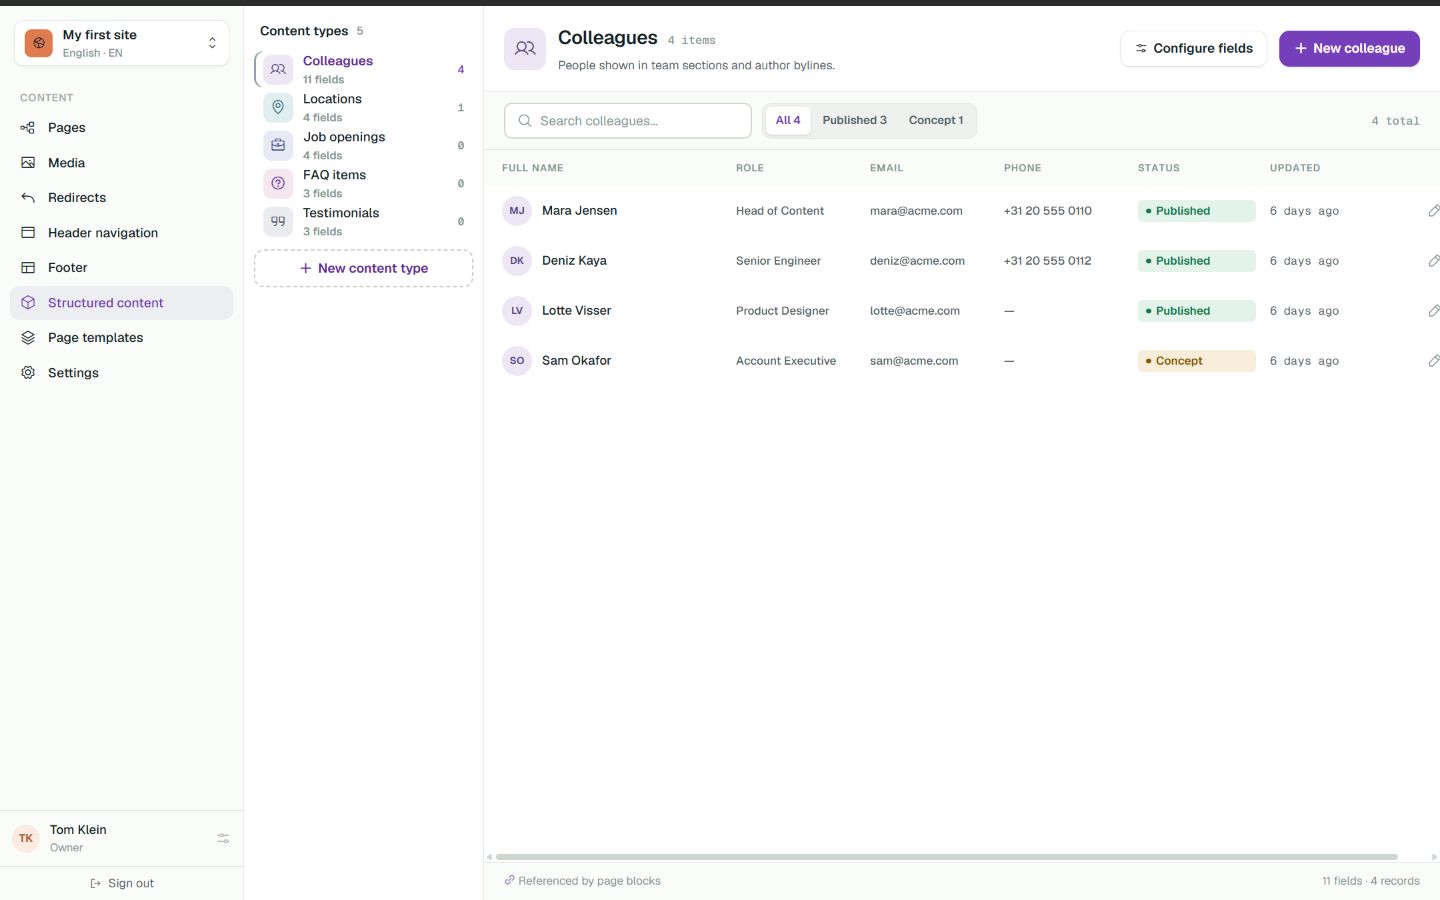 My first site
English · EN
CONTENT
Pages
Media
Redirects
Header navigation
Footer
Structured content
Page templates
Settings
TK
Tom Klein
Owner
Sign out
Content types 5
Colleagues
11 fields
4
Locations
4 fields
1
Job openings
4 fields
0
FAQ items
3 fields
0
Testimonials
3 fields
0
New content type
Colleagues 4 items
People shown in team sections and author bylines.
Configure fields
New colleague
Search colleagues...
All 4
Published 3
Concept 1
4 total
FULL NAME ROLE EMAIL PHONE STATUS UPDATED
MJ Mara Jensen Head of Content mara@acme.com +31 20 555 0110 Published 6 days ago
DK Deniz Kaya Senior Engineer deniz@acme.com +31 20 555 0112 Published 6 days ago
LV Lotte Visser Product Designer lotte@acme.com — Published 6 days ago
SO Sam Okafor Account Executive sam@acme.com — Concept 6 days ago
Referenced by page blocks
11 fields · 4 records